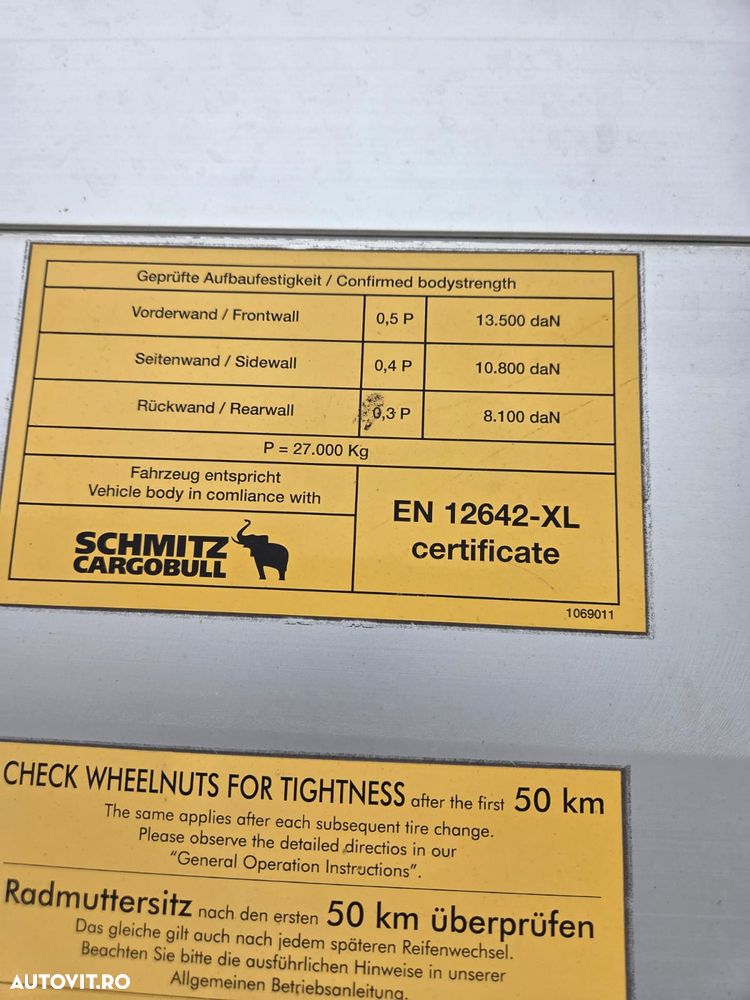 Geprüfte Aufbaufestigkeit / Confirmed bodystrength
Vorderwand / Frontwall 0,5 P 13.500 daN
Seitenwand / Sidewall 0,4 P 10.800 daN
Rückwand / Rearwall 0,3 P 8.100 daN
P = 27.000 Kg
Fahrzeug entspricht
Vehicle body in comliance with
SCHMITZ
CARGOBULL
EN 12642-XL
certificate
1069011
CHECK WHEELNUTS FOR TIGHTNESS after the first 50 km
The same applies after each subsequent tire change.
Please observe the detailed directios in our
"General Operation Instructions".
Radmuttersitz nach den ersten 50 km überprüfen
Das gleiche gilt auch nach jedem späteren Reifenwechsel.
Beachten Sie bitte die ausführlichen Hinweise in unserer
Allgemeinen Betriebsanleitung.
AUTOVIT.RO